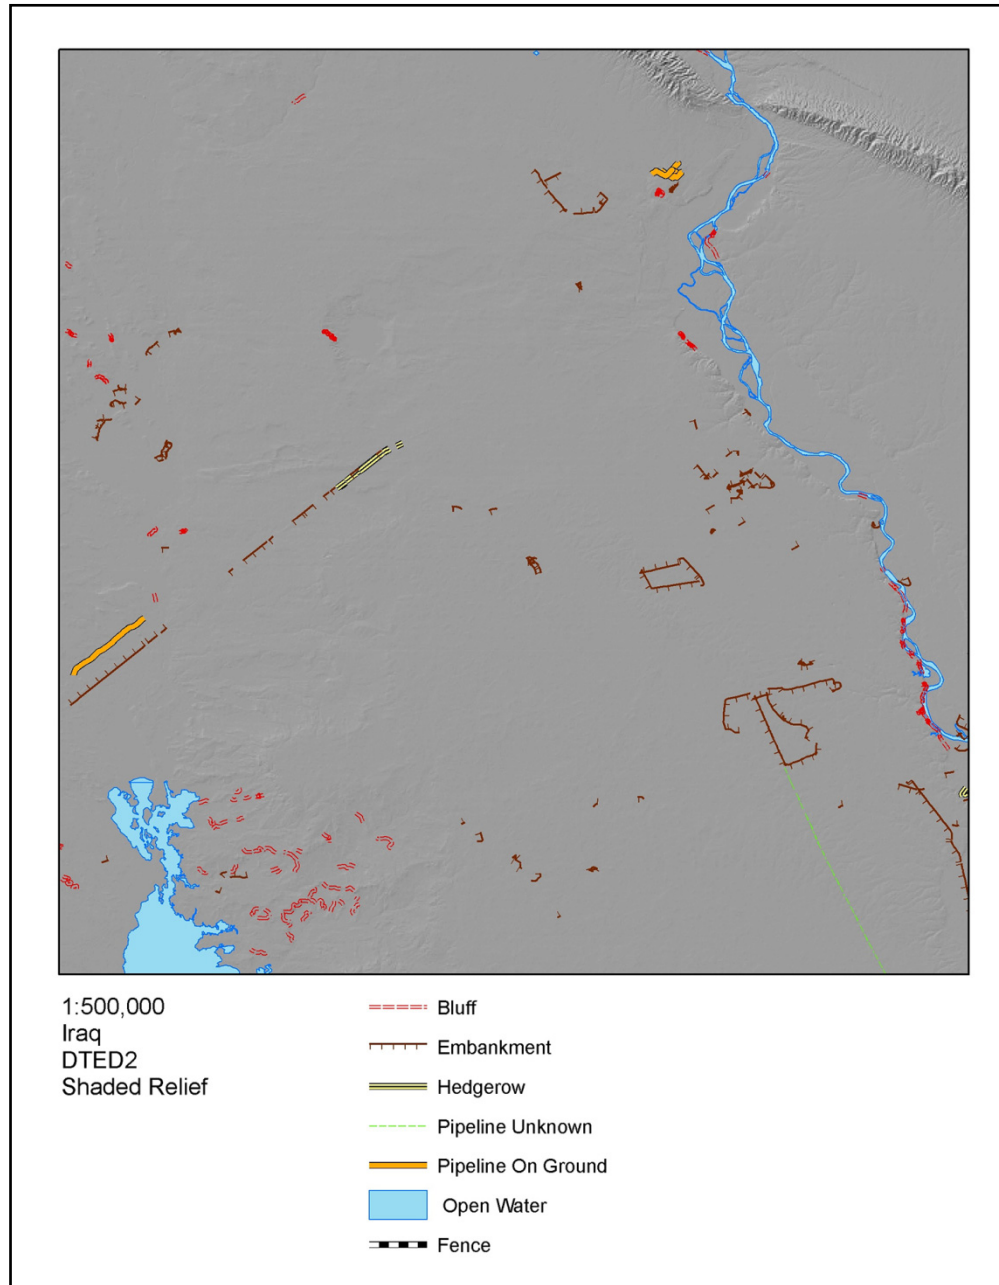 1:500,000
Iraq
DTED2
Shaded Relief
Bluff
Embankment
Hedgerow
Pipeline Unknown
Pipeline On Ground
Open Water
Fence